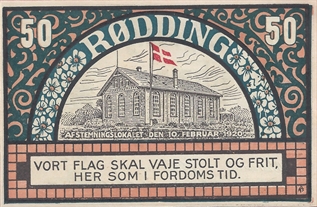 50 50
RØDDING
AFSTEMNINGSLOKALET DEN 10. FEBRUAR 1920.
VORT FLAG SKAL VAJE STOLT OG FRIT,
HER SOM I FORDOMS TID.